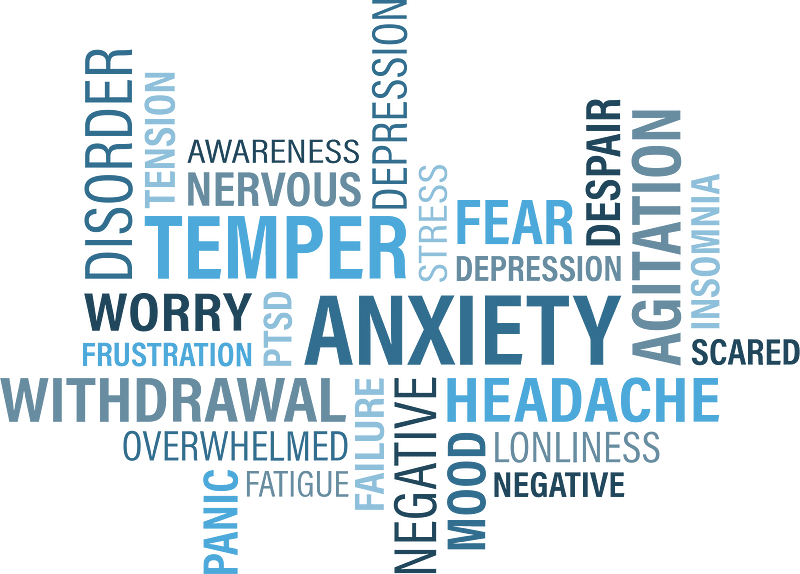 DISORDER
TENSION
AWARENESS
NERVOUS
TEMPER
DEPRESSION
STRESS
FEAR
DEPRESSION
DESPAIR
AGITATION
INSOMNIA
WORRY
FRUSTRATION
PTSD
ANXIETY
SCARED
WITHDRAWAL
OVERWHELMED
PANIC
FATIGUE
FAILURE
NEGATIVE
HEADACHE
MOOD
LONLINESS
NEGATIVE